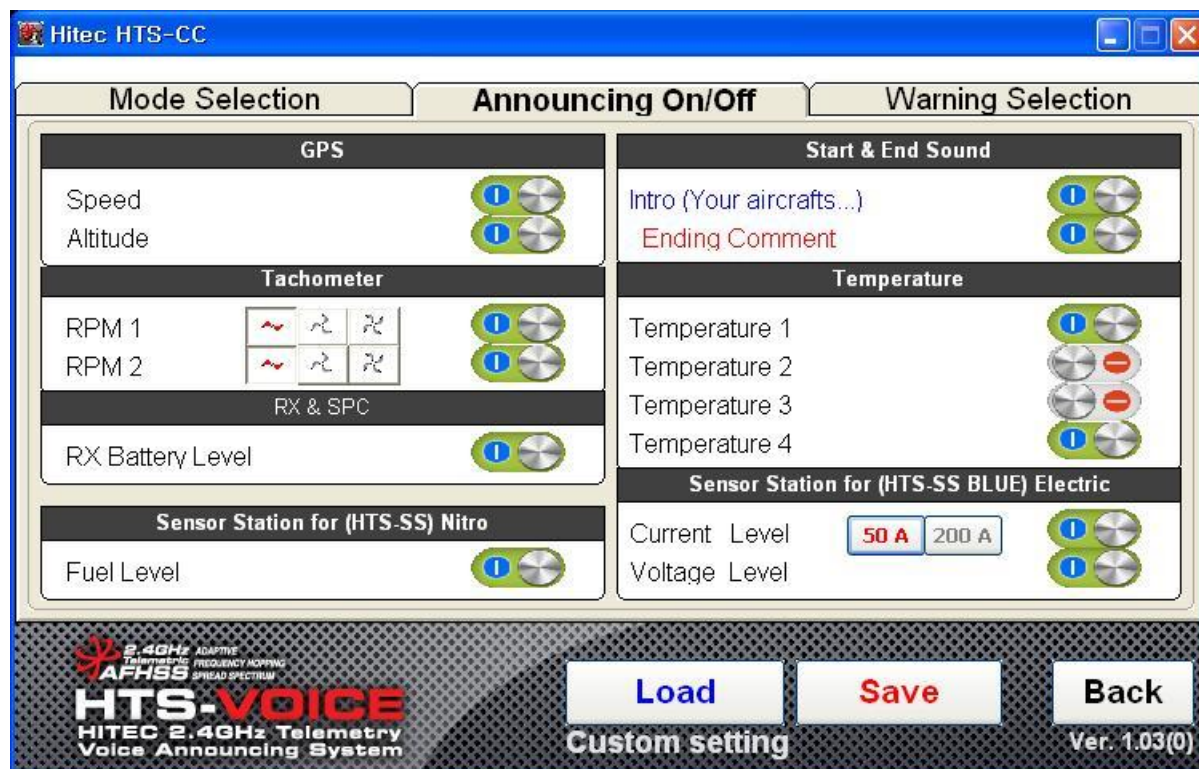 Hitec HTS-CC
Mode Selection
Announcing On/Off
Warning Selection
GPS
Speed
Altitude
Tachometer
RPM 1
RPM 2
RX & SPC
RX Battery Level
Sensor Station for (HTS-SS) Nitro
Fuel Level
Start & End Sound
Intro (Your aircrafts...)
Ending Comment
Temperature
Temperature 1
Temperature 2
Temperature 3
Temperature 4
Sensor Station for (HTS-SS BLUE) Electric
Current Level 50 A 200 A
Voltage Level
2.4GHz ADAPTIVE
Telemetric FREQUENCY HOPPING
AFHSS SPREAD SPECTRUM
HTS-VOICE
HITEC 2.4GHz Telemetry
Voice Announcing System
Load
Save
Back
Custom setting
Ver. 1.03(0)